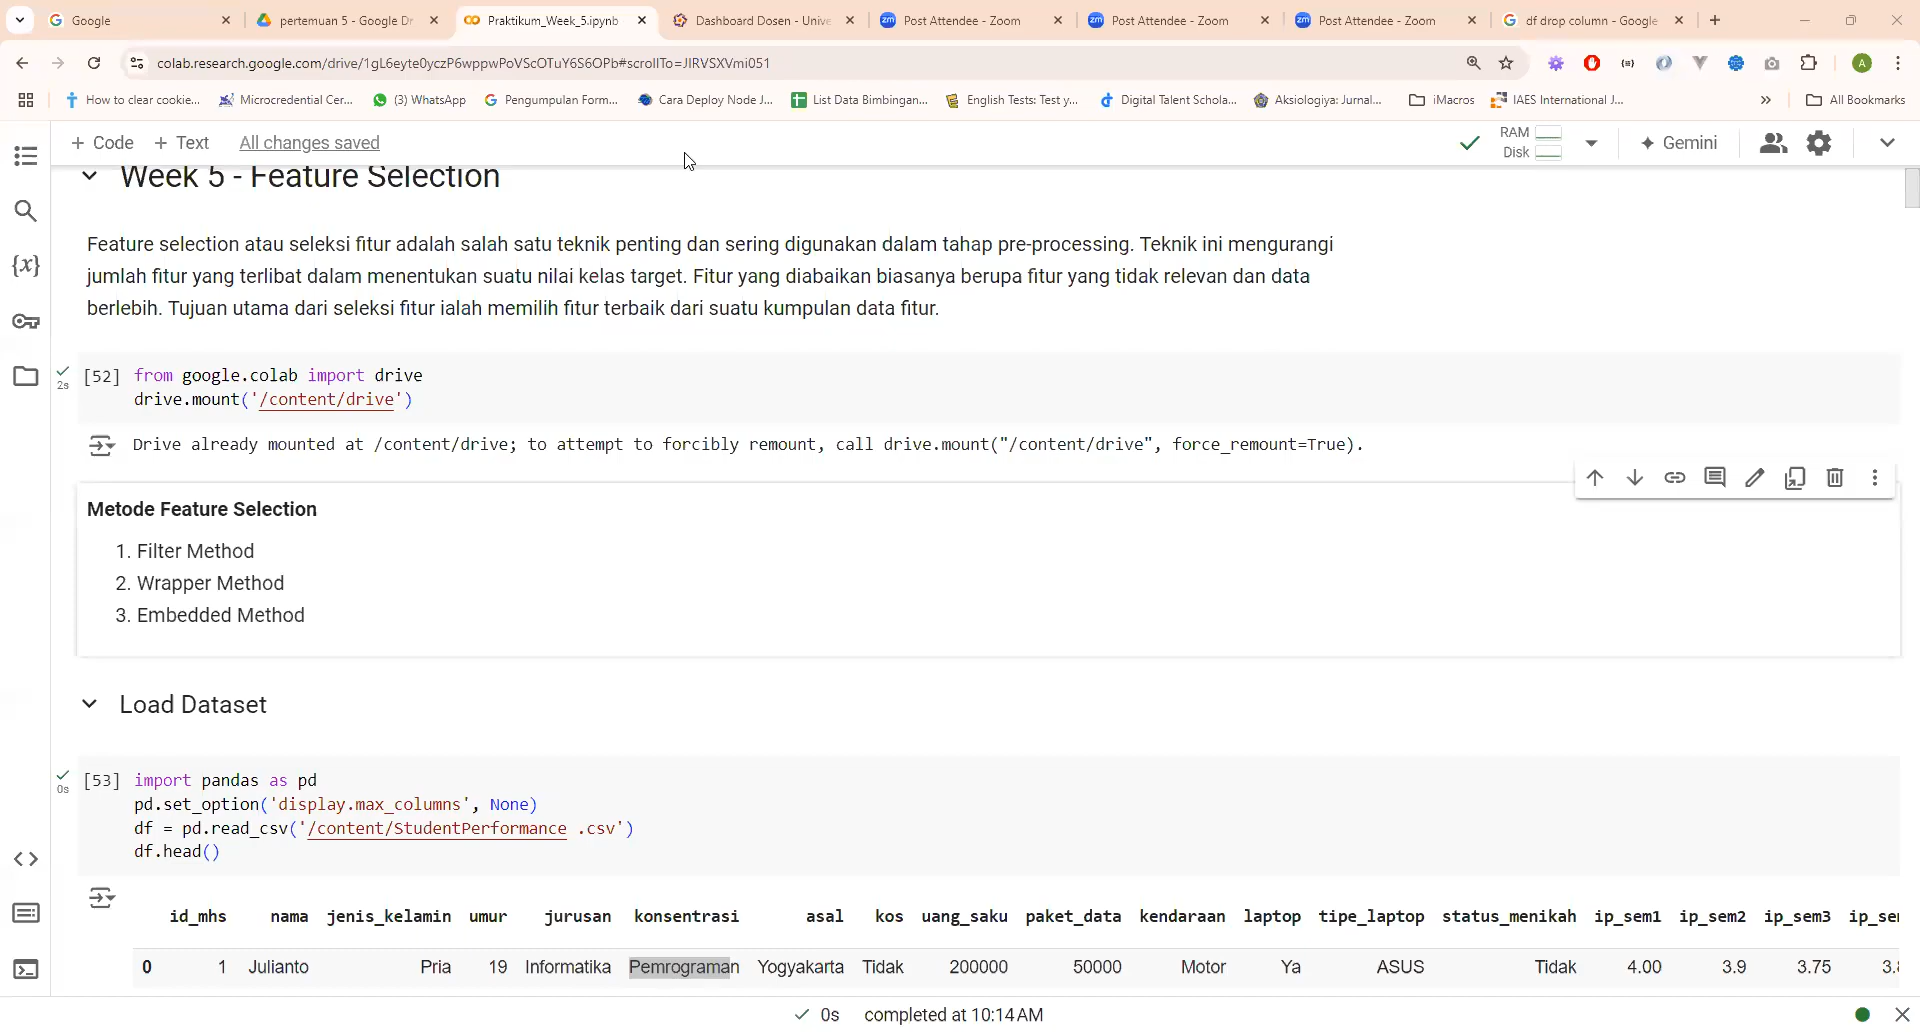 Google
pertemuan 5 - Google Dr
Praktikum_Week_5.ipynb
Dashboard Dosen - Unive
Post Attendee - Zoom
Post Attendee - Zoom
Post Attendee - Zoom
df drop column - Google
colab.research.google.com/drive/1gL6eyte0yczP6wppwPoVScOTuY6S6OPb#scrollTo=JIRVSXVmi051
How to clear cookie...
Microcredential Cer...
(3) WhatsApp
Pengumpulan Form...
Cara Deploy Node J...
List Data Bimbingan...
English Tests: Test y...
Digital Talent Schola...
Aksiologiya: Jurnal...
iMacros
IAES International J...
All Bookmarks
+ Code + Text All changes saved
RAM
Disk
Gemini
Week 5 - Feature Selection
Feature selection atau seleksi fitur adalah salah satu teknik penting dan sering digunakan dalam tahap pre-processing. Teknik ini mengurangi
jumlah fitur yang terlibat dalam menentukan suatu nilai kelas target. Fitur yang diabaikan biasanya berupa fitur yang tidak relevan dan data
berlebih. Tujuan utama dari seleksi fitur ialah memilih fitur terbaik dari suatu kumpulan data fitur.
2s
[52] from google.colab import drive
drive.mount('/content/drive')
Drive already mounted at /content/drive; to attempt to forcibly remount, call drive.mount("/content/drive", force_remount=True).
Metode Feature Selection
1. Filter Method
2. Wrapper Method
3. Embedded Method
Load Dataset
0s
[53] import pandas as pd
pd.set_option('display.max_columns', None)
df = pd.read_csv('/content/StudentPerformance .csv')
df.head()
id_mhs nama jenis_kelamin umur jurusan konsentrasi asal kos uang_saku paket_data kendaraan laptop tipe_laptop status_menikah ip_sem1 ip_sem2 ip_sem3 ip_se
0 1 Julianto Pria 19 Informatika Pemrograman Yogyakarta Tidak 200000 50000 Motor Ya ASUS Tidak 4.00 3.9 3.75 3.
0s completed at 10:14 AM